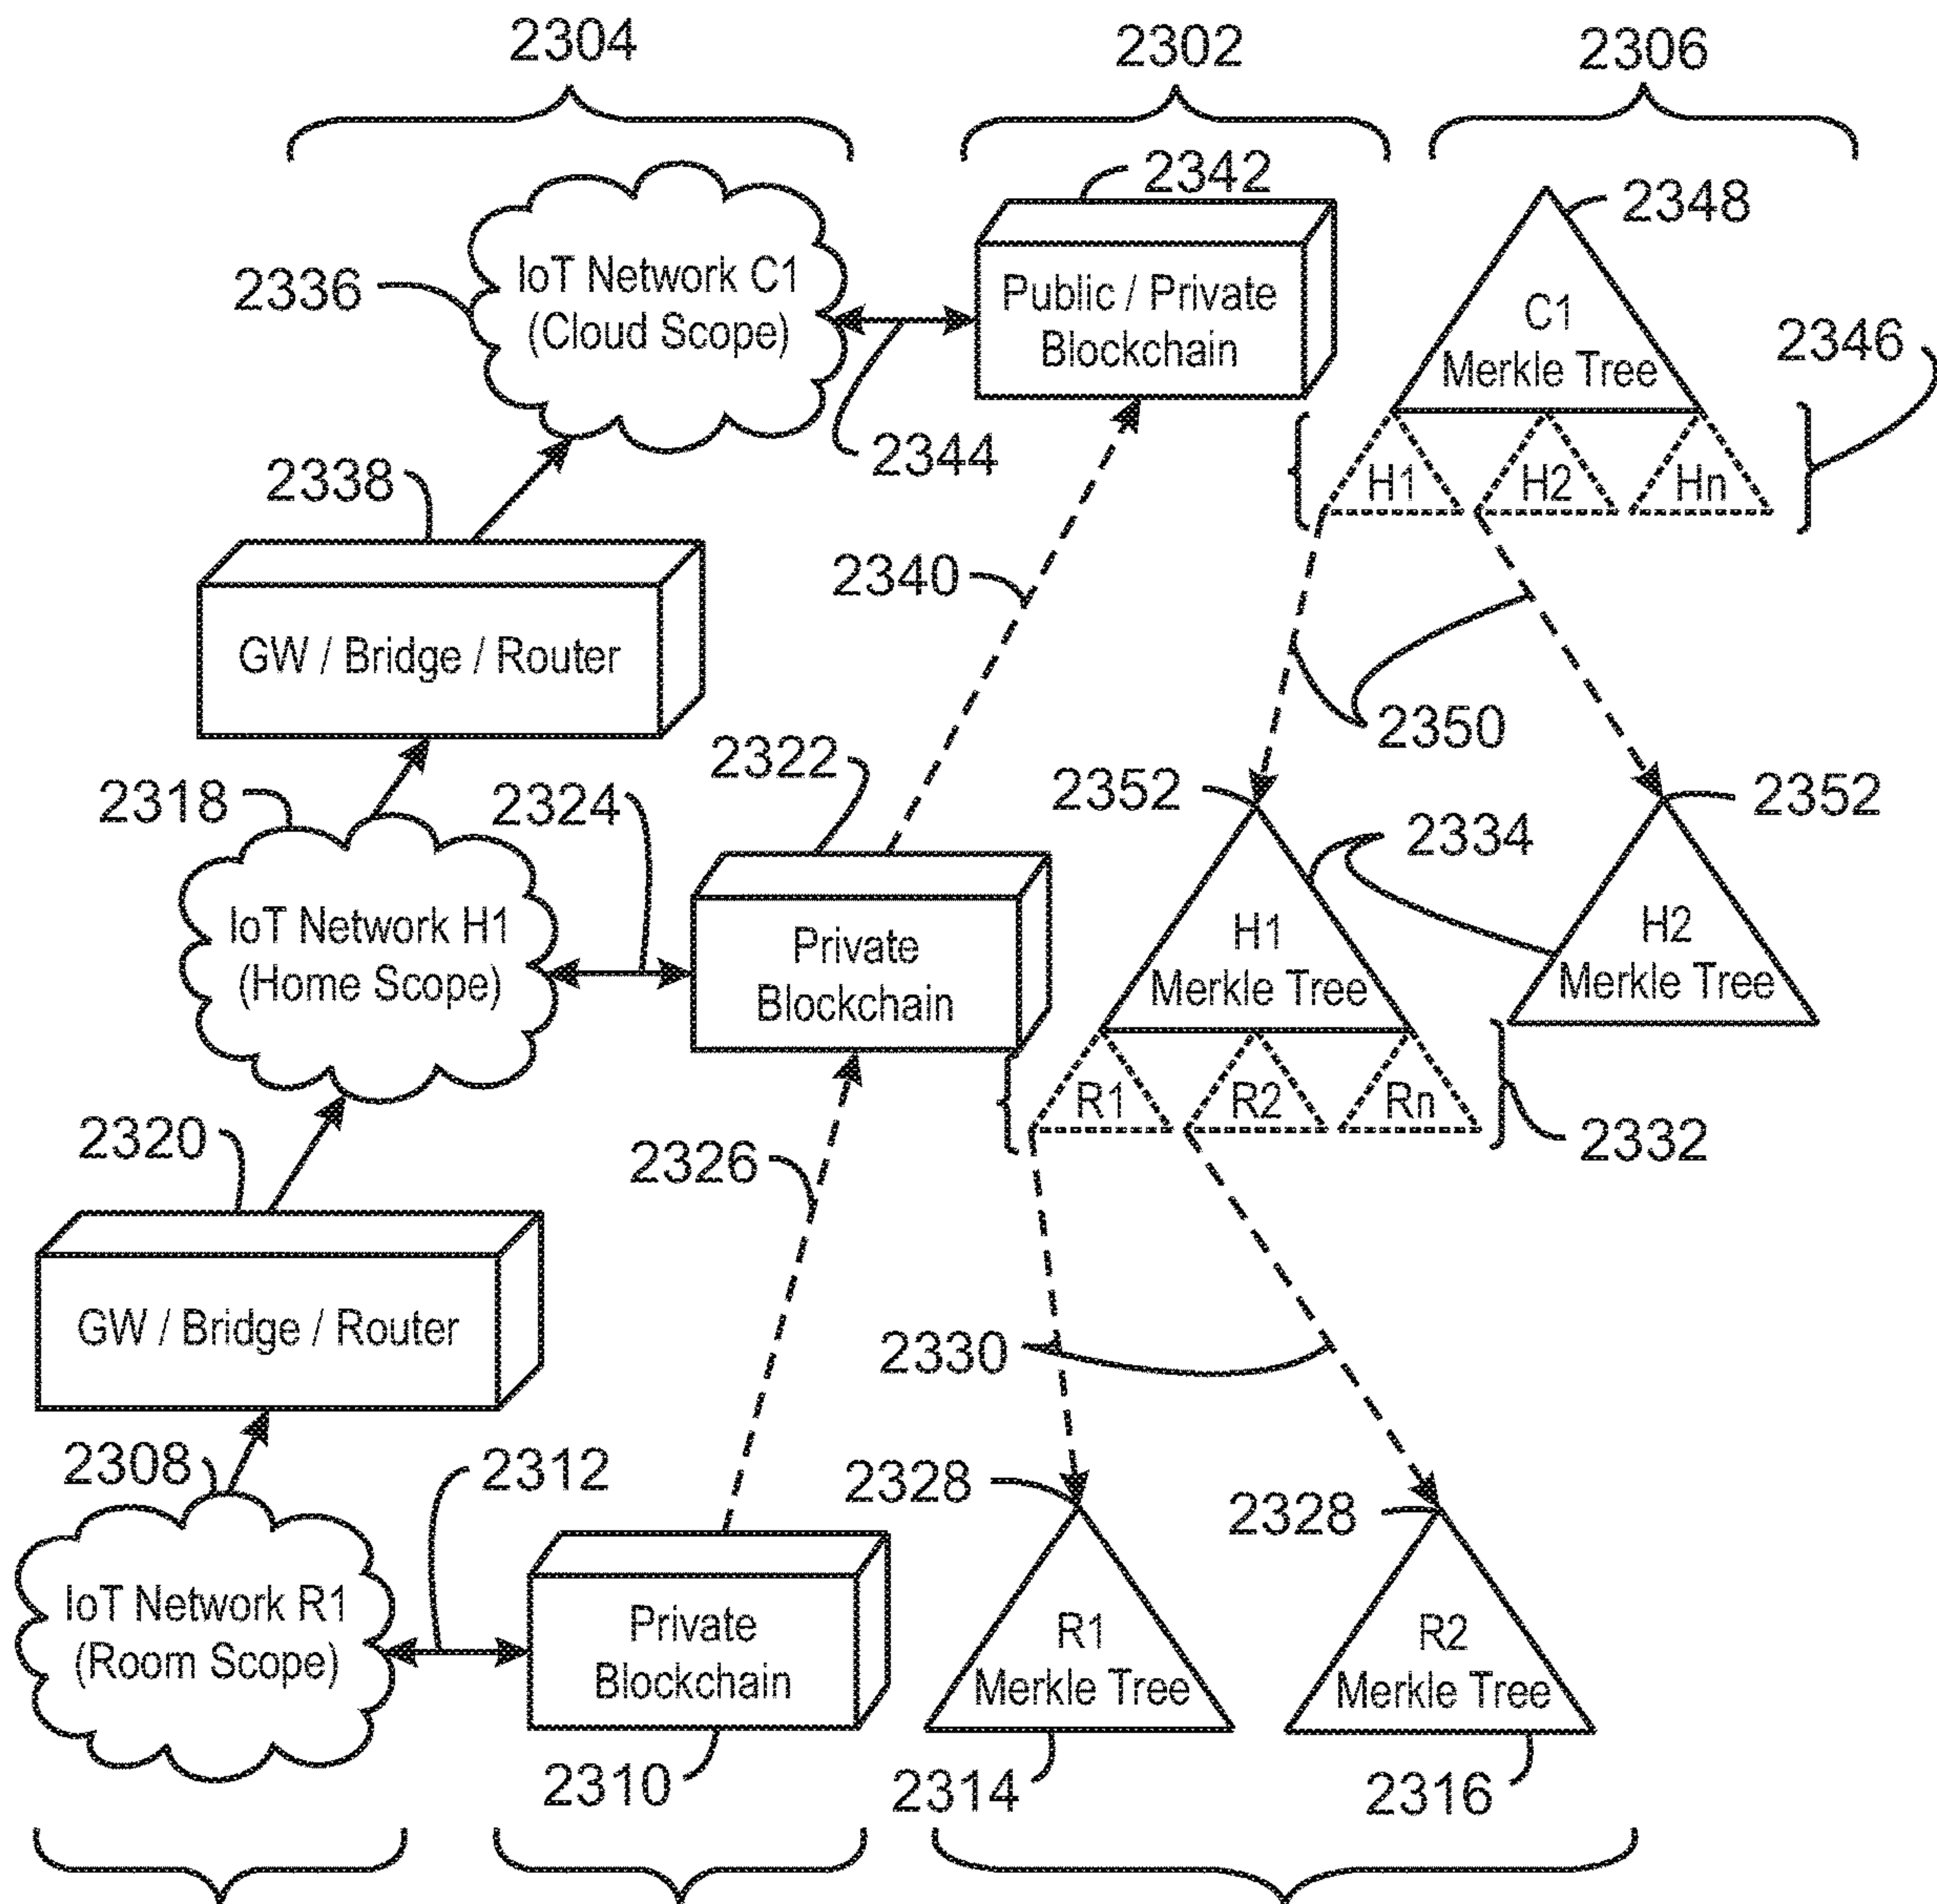 2304
2302
2306
2342
2348
IoT Network C1
(Cloud Scope)
2336
Public / Private
Blockchain
C1
Merkle Tree
2346
2344
H1
H2
Hn
2338
2340
GW / Bridge / Router
2350
2322
2318
2324
2352
2352
2334
IoT Network H1
(Home Scope)
Private
Blockchain
H1
Merkle Tree
H2
Merkle Tree
R1
R2
Rn
2320
2326
2332
GW / Bridge / Router
2330
2308
2312
2328
2328
IoT Network R1
(Room Scope)
Private
Blockchain
R1
Merkle Tree
R2
Merkle Tree
2310
2314
2316